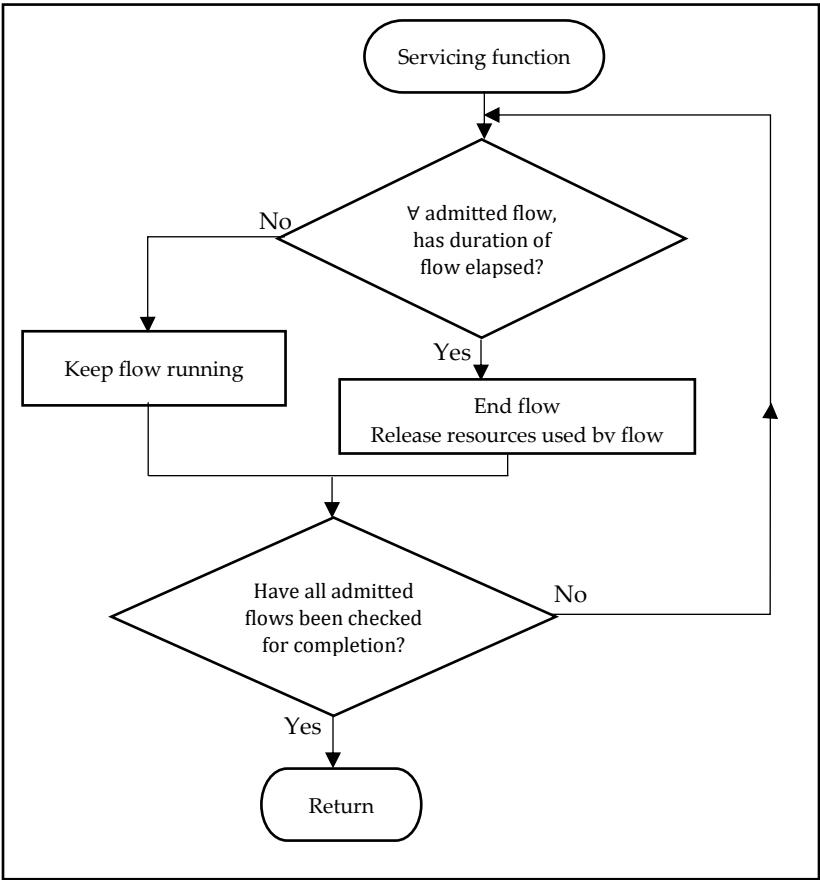 Servicing function
∀ admitted flow,
has duration of
flow elapsed?
No
Yes
Keep flow running
End flow
Release resources used by flow
Have all admitted
flows been checked
for completion?
No
Yes
Return